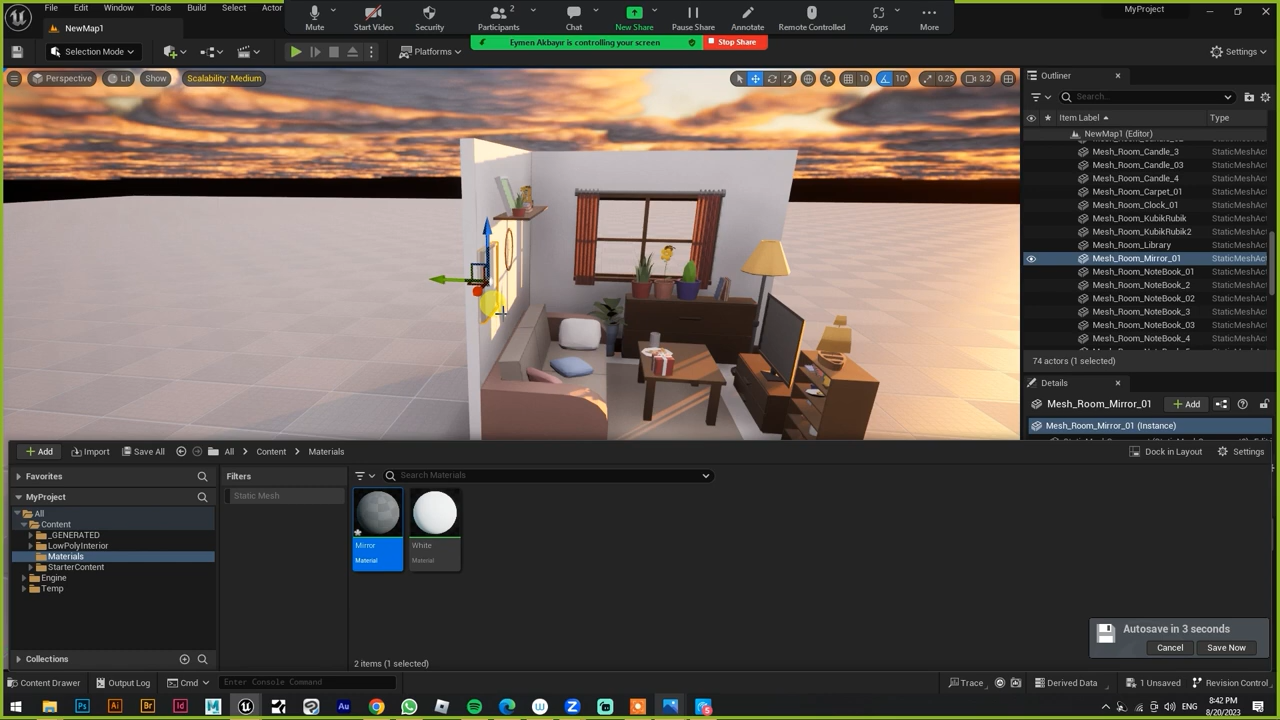 File Edit Window Tools Build Select Actor
Mute Start Video Security Participants 2 Chat New Share Pause Share Annotate Remote Controlled Apps More
MyProject
NewMap1
Eymen Akbayır is controlling your screen Stop Share
Selection Mode Platforms Settings
Perspective Lit Show Scalability: Medium 10 10° 0.25 3.2
Outliner
Search...
Item Label Type
NewMap1 (Editor)
Mesh_Room_Candle_3 StaticMeshAct
Mesh_Room_Candle_03 StaticMeshAct
Mesh_Room_Candle_4 StaticMeshAct
Mesh_Room_Carpet_01 StaticMeshAct
Mesh_Room_Clock_01 StaticMeshAct
Mesh_Room_KubikRubik StaticMeshAct
Mesh_Room_KubikRubik2 StaticMeshAct
Mesh_Room_Library StaticMeshAct
Mesh_Room_Mirror_01 StaticMeshAct
Mesh_Room_NoteBook_01 StaticMeshAct
Mesh_Room_NoteBook_2 StaticMeshAct
Mesh_Room_NoteBook_02 StaticMeshAct
Mesh_Room_NoteBook_3 StaticMeshAct
Mesh_Room_NoteBook_03 StaticMeshAct
Mesh_Room_NoteBook_4 StaticMeshAct
74 actors (1 selected)
Details
Mesh_Room_Mirror_01 Add
Mesh_Room_Mirror_01 (Instance)
Add Import Save All All Content Materials Dock in Layout Settings
Favorites Filters Search Materials
MyProject Static Mesh
All
Content
_GENERATED
LowPolyInterior
Materials
StarterContent
Engine
Temp
Mirror White
Material Material
Autosave in 3 seconds
Cancel Save Now
Collections 2 items (1 selected)
Content Drawer Output Log Cmd Enter Console Command Trace Derived Data 1 Unsaved Revision Control
Ps Ai Br Id Au
ENG 8:42 PM
8/20/2023